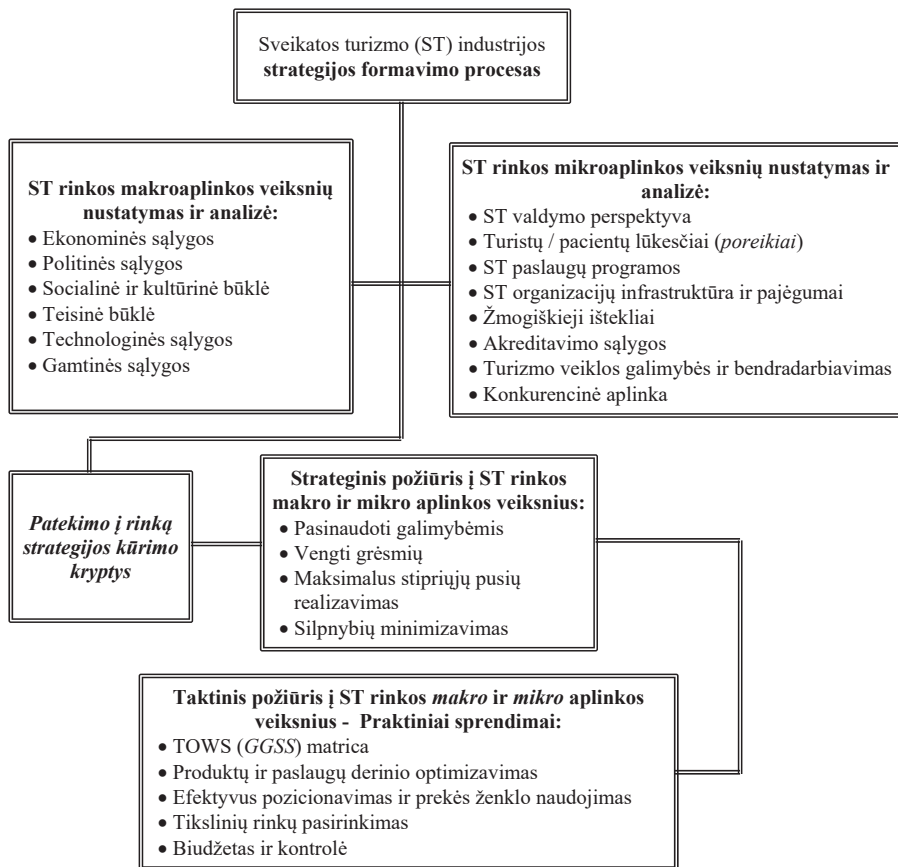 Sveikatos turizmo (ST) industrijos
strategijos formavimo procesas
ST rinkos makroaplinkos veiksnių
nustatymas ir analizė:
• Ekonominės sąlygos
• Politinės sąlygos
• Socialinė ir kultūrinė būklė
• Teisinė būklė
• Technologinės sąlygos
• Gamtinės sąlygos
ST rinkos mikroaplinkos veiksnių nustatymas ir
analizė:
• ST valdymo perspektyva
• Turistų / pacientų lūkesčiai (poreikiai)
• ST paslaugų programos
• ST organizacijų infrastruktūra ir pajėgumai
• Žmogiškieji ištekliai
• Akreditavimo sąlygos
• Turizmo veiklos galimybės ir bendradarbiavimas
• Konkurencinė aplinka
Patekimo į rinką
strategijos kūrimo
kryptys
Strateginis požiūris į ST rinkos
makro ir mikro aplinkos veiksnius:
• Pasinaudoti galimybėmis
• Vengti grėsmių
• Maksimalus stipriųjų pusių
realizavimas
• Silpnybių minimizavimas
Taktinis požiūris į ST rinkos makro ir mikro aplinkos
veiksnius - Praktiniai sprendimai:
• TOWS (GGSS) matrica
• Produktų ir paslaugų derinio optimizavimas
• Efektyvus pozicionavimas ir prekės ženklo naudojimas
• Tikslinių rinkų pasirinkimas
• Biudžetas ir kontrolė